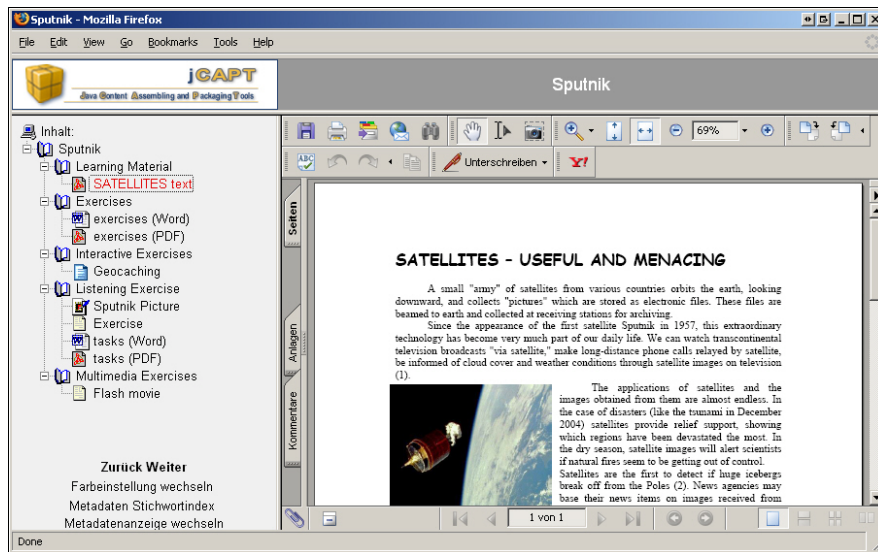 Sputnik - Mozilla Firefox
File Edit View Go Bookmarks Tools Help
jCAPT
Java Content Assembling and Packaging Tools
Sputnik
Inhalt:
Sputnik
Learning Material
SATELLITES text
Exercises
exercises (Word)
exercises (PDF)
Interactive Exercises
Geocaching
Listening Exercise
Sputnik Picture
Exercise
tasks (Word)
tasks (PDF)
Multimedia Exercises
Flash movie
Zurück Weiter
Farbeinstellung wechseln
Metadaten Stichwortindex
Metadatenanzeige wechseln
69%
ABC
Unterschreiben
Y!
Seiten
Anlagen
Kommentare
SATELLITES - USEFUL AND MENACING
A small "army" of satellites from various countries orbits the earth, looking
downward, and collects "pictures" which are stored as electronic files. These files are
beamed to earth and collected at receiving stations for archiving.
Since the appearance of the first satellite Sputnik in 1957, this extraordinary
technology has become very much part of our daily life. We can watch transcontinental
television broadcasts "via satellite," make long-distance phone calls relayed by satellite,
be informed of cloud cover and weather conditions through satellite images on television
(1).
The applications of satellites and the
images obtained from them are almost endless. In
the case of disasters (like the tsunami in December
2004) satellites provide relief support, showing
which regions have been devastated the most. In
the dry season, satellite images will alert scientists
if natural fires seem to be getting out of control.
Satellites are the first to detect if huge icebergs
break off from the Poles (2). News agencies may
base their news items on images received from
1 von 1
Done